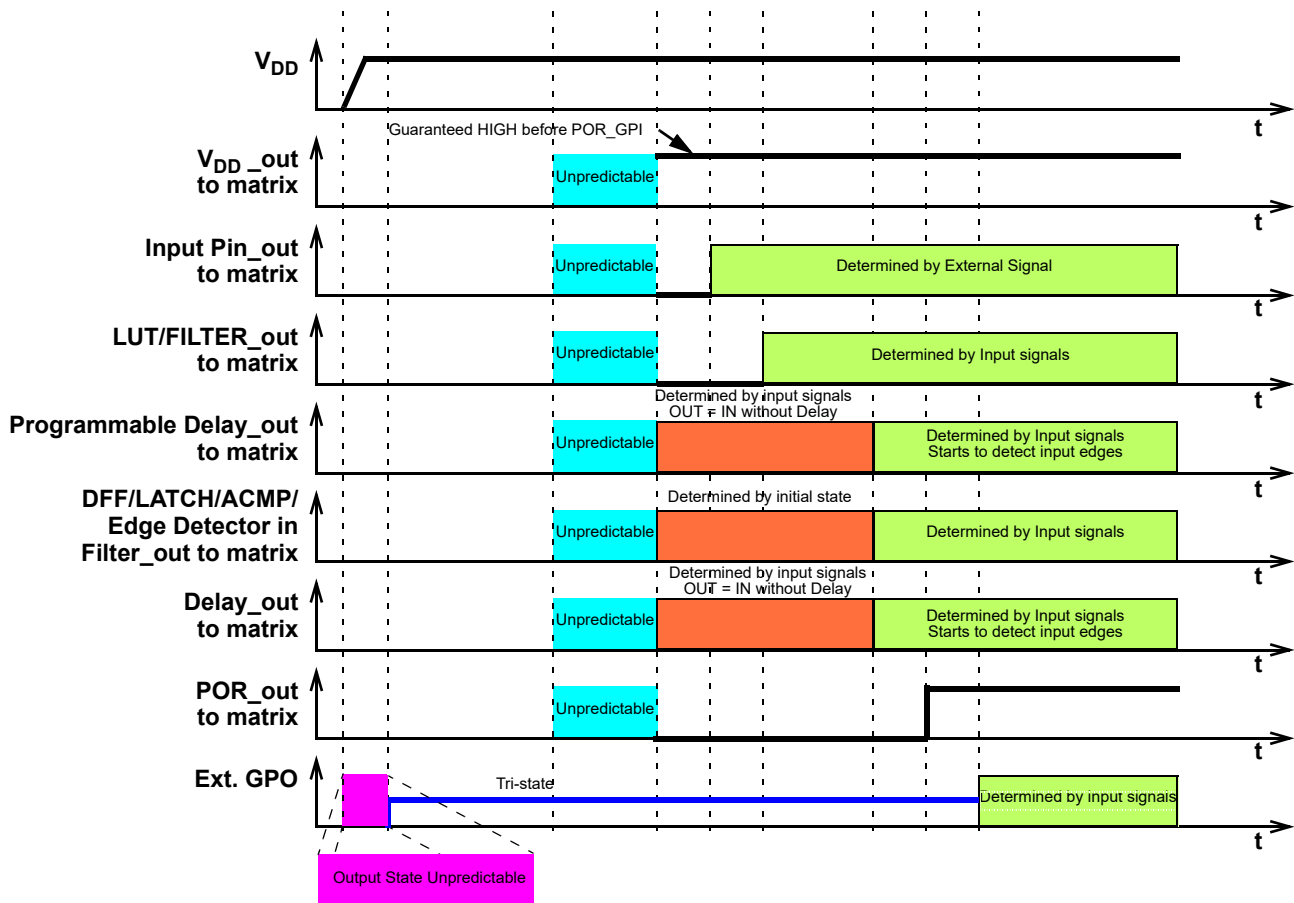 VDD
t
Guaranteed HIGH before POR_GPI
VDD _out
to matrix
Unpredictable
t
Input Pin_out
to matrix
Unpredictable
Determined by External Signal
t
LUT/FILTER_out
to matrix
Unpredictable
Determined by Input signals
t
Determined by input signals
OUT = IN without Delay
Programmable Delay_out
to matrix
Unpredictable
Determined by Input signals
Starts to detect input edges
t
DFF/LATCH/ACMP/
Edge Detector in
Filter_out to matrix
Determined by initial state
Unpredictable
Determined by Input signals
t
Determined by input signals
OUT = IN without Delay
Delay_out
to matrix
Unpredictable
Determined by Input signals
Starts to detect input edges
t
POR_out
to matrix
Unpredictable
t
Ext. GPO
Tri-state
Determined by input signals
t
Output State Unpredictable